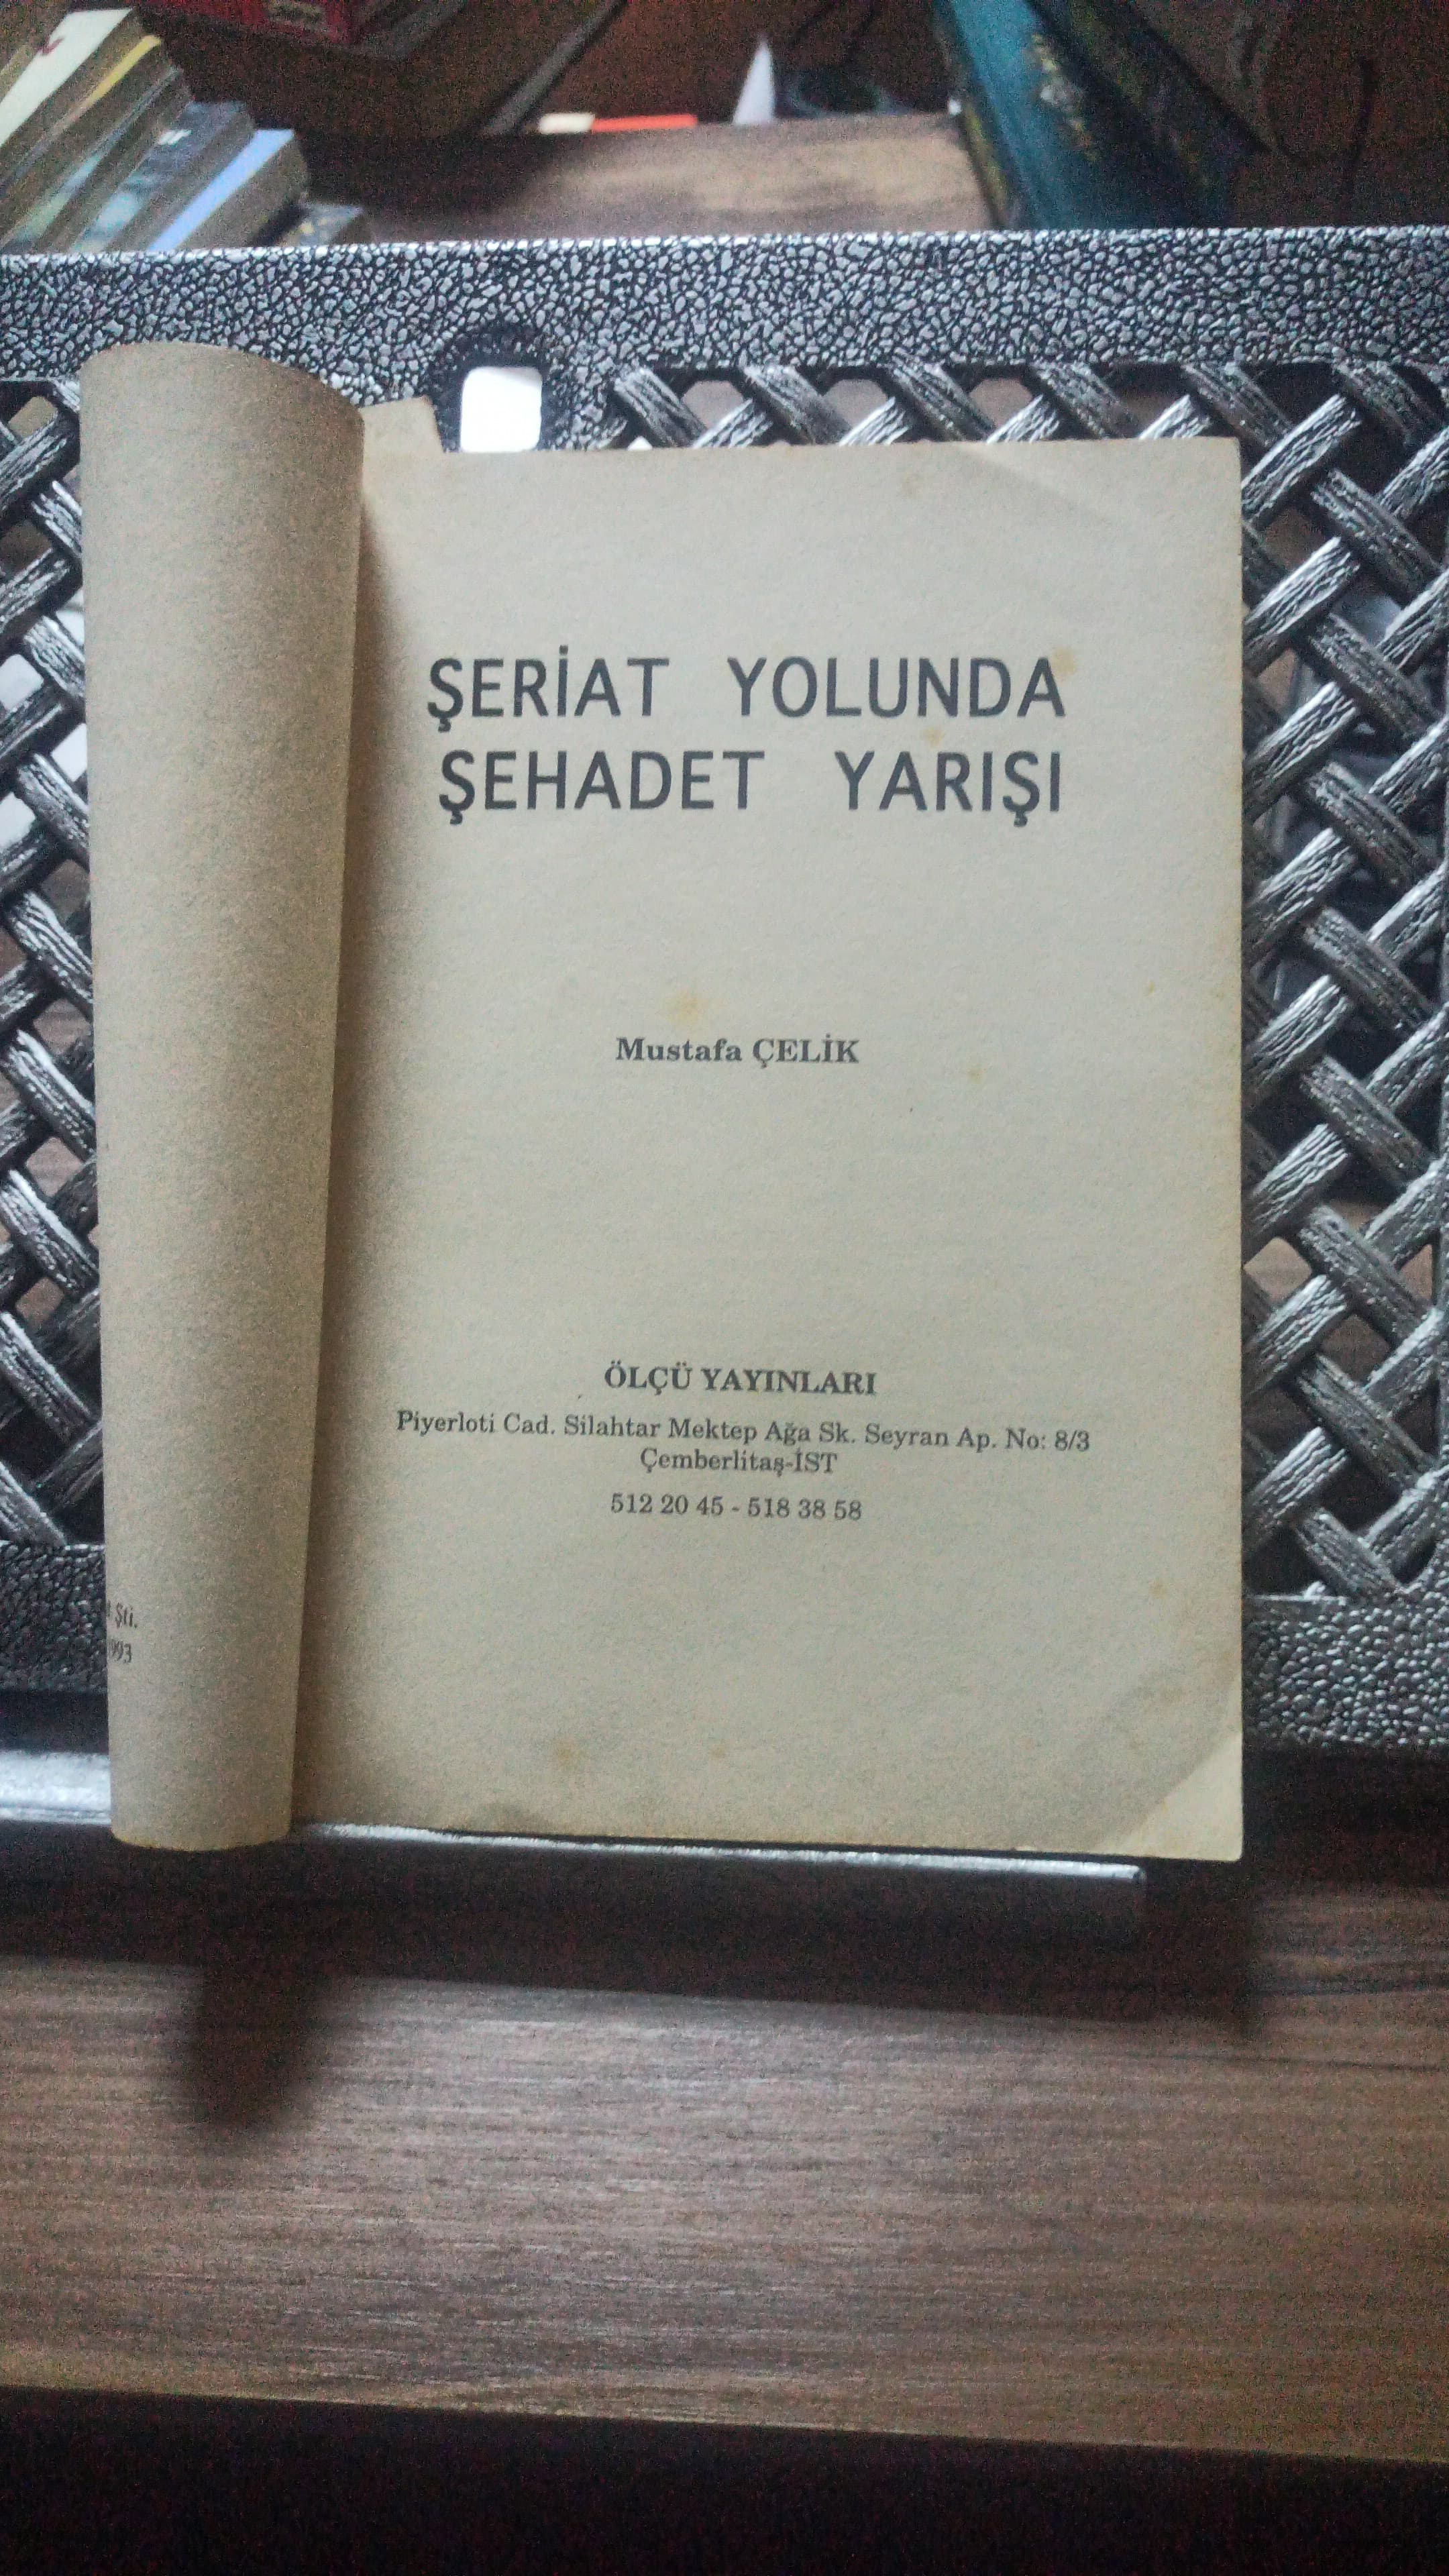 ŞERİAT YOLUNDA
ŞEHADET YARIŞI
Mustafa ÇELİK
ÖLÇÜ YAYINLARI
Piyerloti Cad. Silahtar Mektep Ağa Sk. Seyran Ap. No: 8/3
Çemberlitaş-İST
512 20 45 - 518 38 58
Şti.